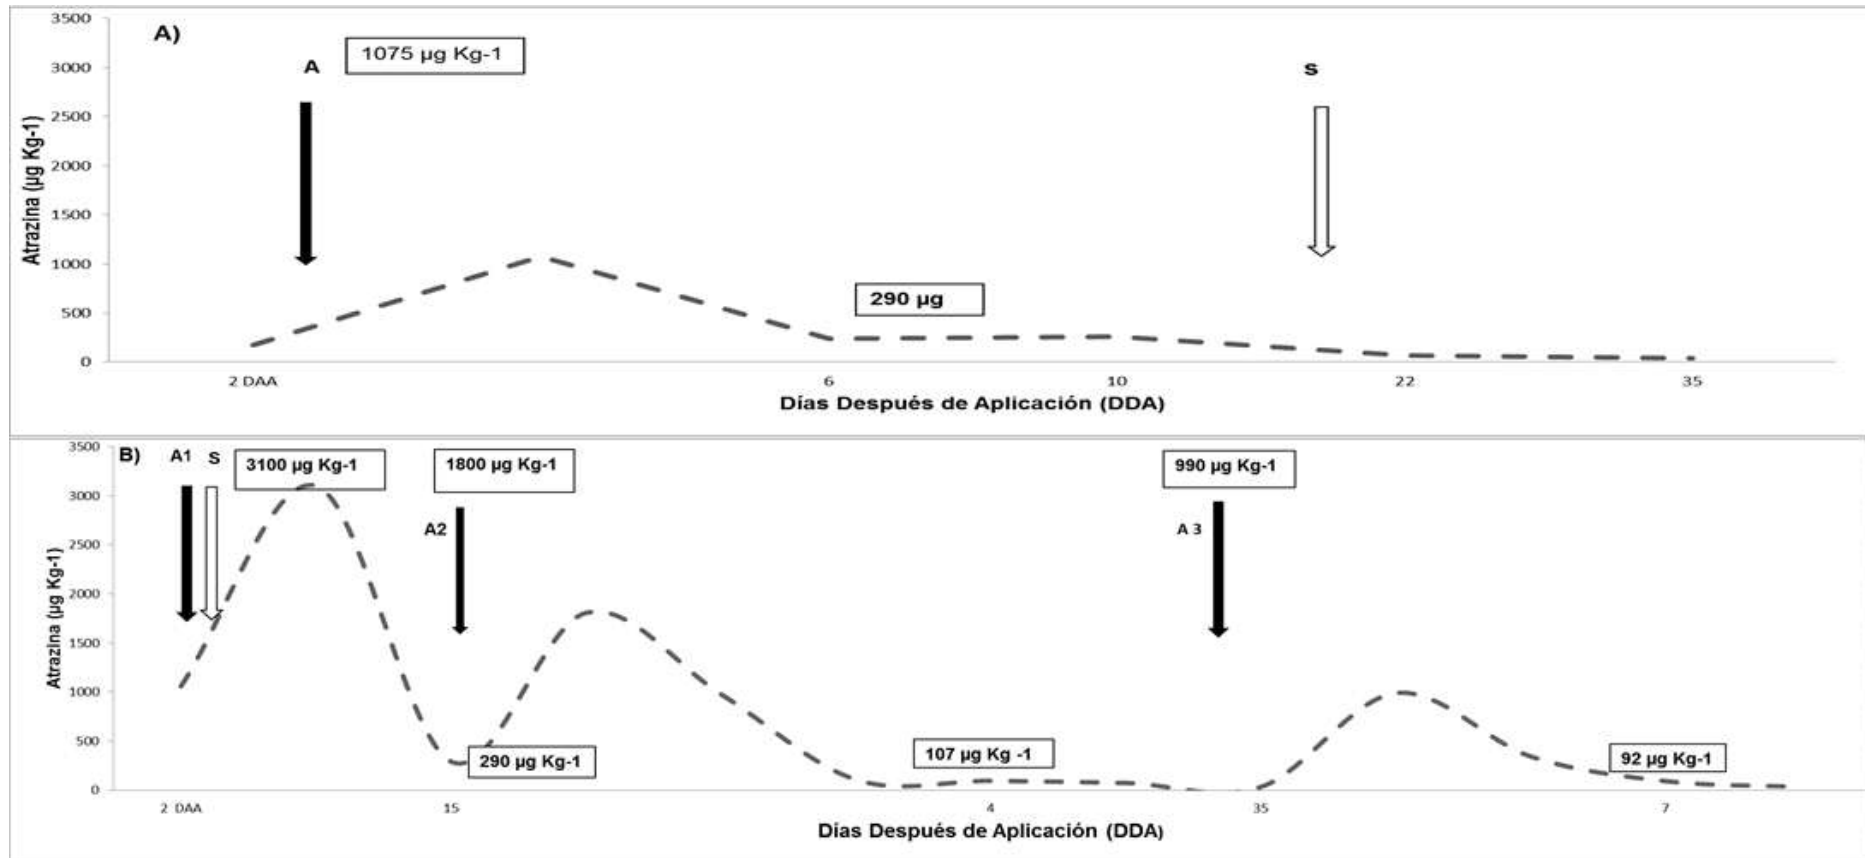 A)
A
1075 µg Kg-1
S
Atrazina (µg Kg-1)
3500
3000
2500
2000
1500
1000
500
0
290 µg
2 DAA
6
10
22
35
Días Después de Aplicación (DDA)
B)
A1
S
3100 µg Kg-1
1800 µg Kg-1
990 µg Kg-1
A2
A 3
Atrazina (µg Kg-1)
3500
3000
2500
2000
1500
1000
500
0
290 µg Kg-1
107 µg Kg -1
92 µg Kg-1
2 DAA
15
4
35
7
Días Después de Aplicación (DDA)